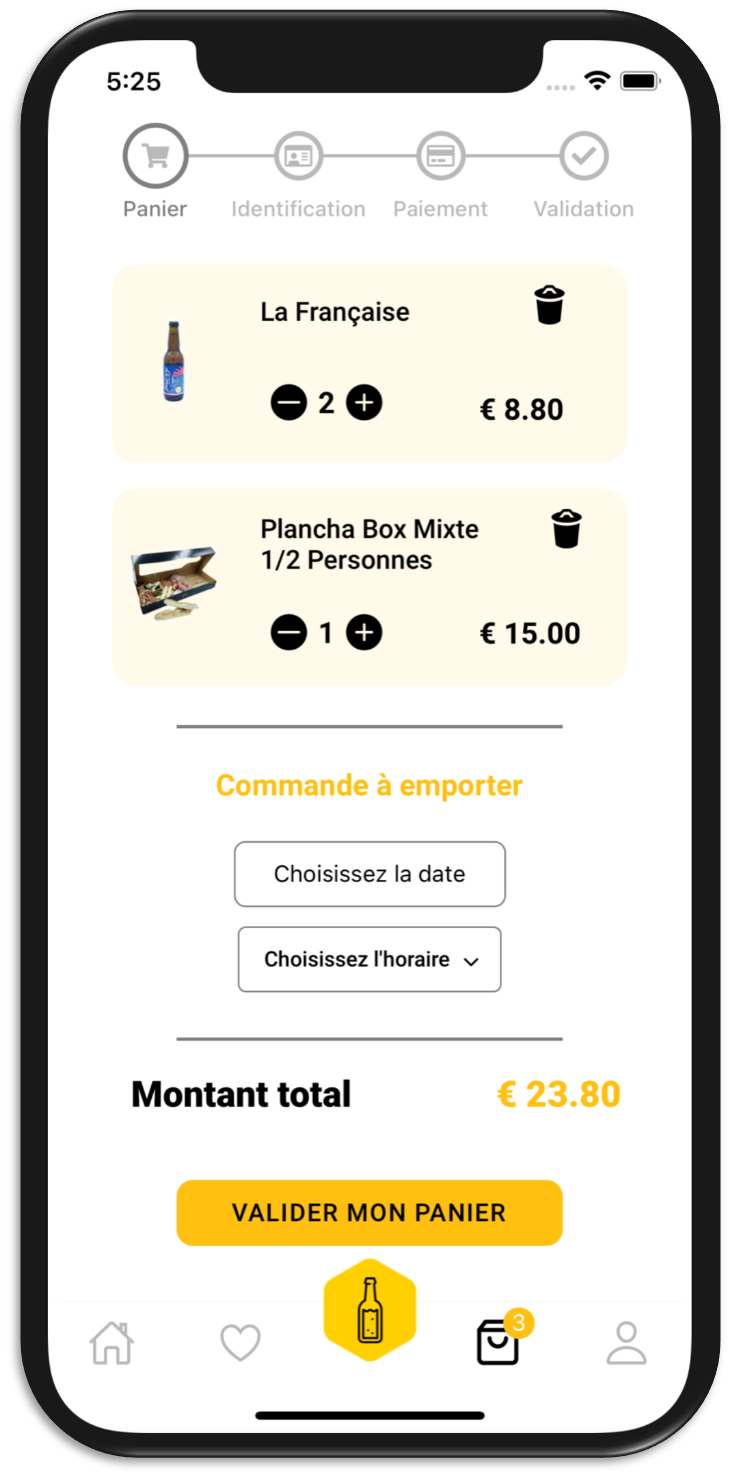 5:25
Panier Identification Paiement Validation
La Française
2 € 8.80
Plancha Box Mixte
1/2 Personnes
1 € 15.00
Commande à emporter
Choisissez la date
Choisissez l'horaire
Montant total € 23.80
VALIDER MON PANIER
3